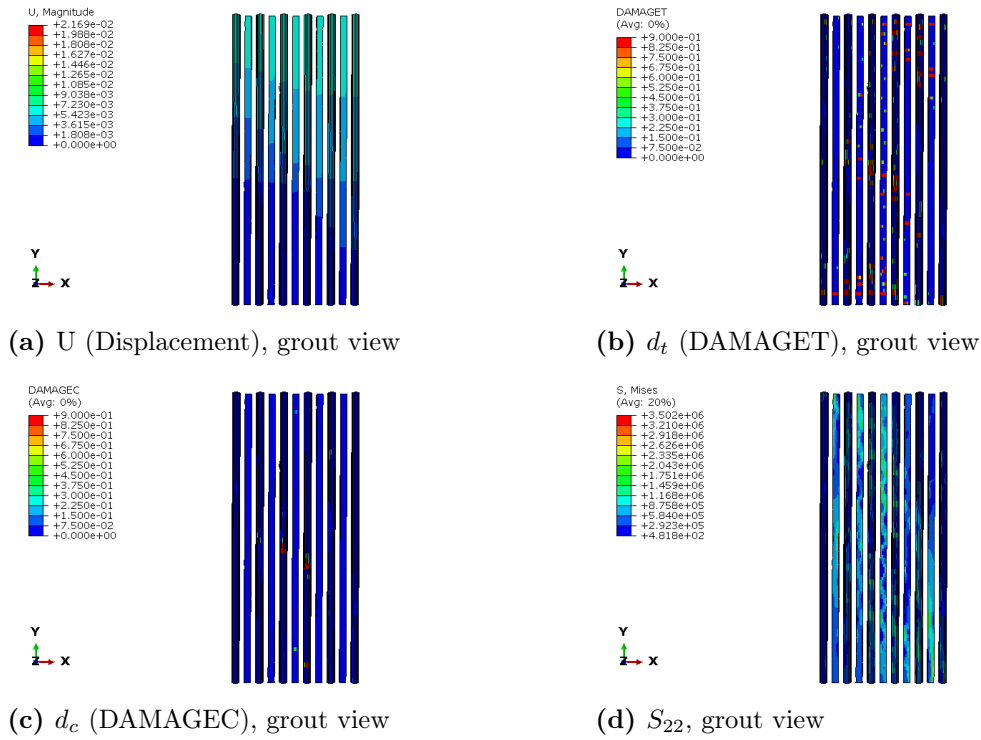 U, Magnitude
+2.169e-02
+1.988e-02
+1.808e-02
+1.627e-02
+1.446e-02
+1.265e-02
+1.085e-02
+9.038e-03
+7.230e-03
+5.423e-03
+3.615e-03
+1.808e-03
+0.000e+00
Y
Z X
(a) U (Displacement), grout view
DAMAGET
(Avg: 0%)
+9.000e-01
+8.250e-01
+7.500e-01
+6.750e-01
+6.000e-01
+5.250e-01
+4.500e-01
+3.750e-01
+3.000e-01
+2.250e-01
+1.500e-01
+7.500e-02
+0.000e+00
Y
Z X
(b) d_t (DAMAGET), grout view
DAMAGEC
(Avg: 0%)
+9.000e-01
+8.250e-01
+7.500e-01
+6.750e-01
+6.000e-01
+5.250e-01
+4.500e-01
+3.750e-01
+3.000e-01
+2.250e-01
+1.500e-01
+7.500e-02
+0.000e+00
Y
Z X
(c) d_c (DAMAGEC), grout view
S, Mises
(Avg: 20%)
+3.502e+06
+3.210e+06
+2.918e+06
+2.626e+06
+2.335e+06
+2.043e+06
+1.751e+06
+1.459e+06
+1.168e+06
+8.758e+05
+5.840e+05
+2.923e+05
+4.818e+02
Y
Z X
(d) S_22, grout view